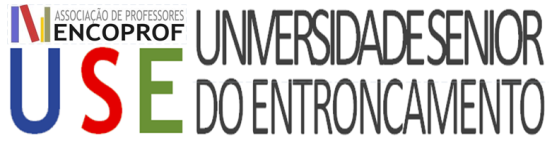 ASSOCIAÇÃO DE PROFESSORES
ENCOPROF
USE
UNIVERSIDADE SENIOR
DO ENTRONCAMENTO